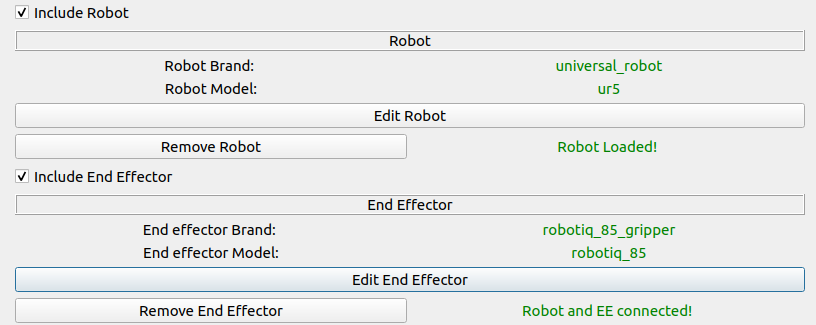 Include Robot
Robot
Robot Brand: universal_robot
Robot Model: ur5
Edit Robot
Remove Robot Robot Loaded!
Include End Effector
End Effector
End effector Brand: robotiq_85_gripper
End effector Model: robotiq_85
Edit End Effector
Remove End Effector Robot and EE connected!